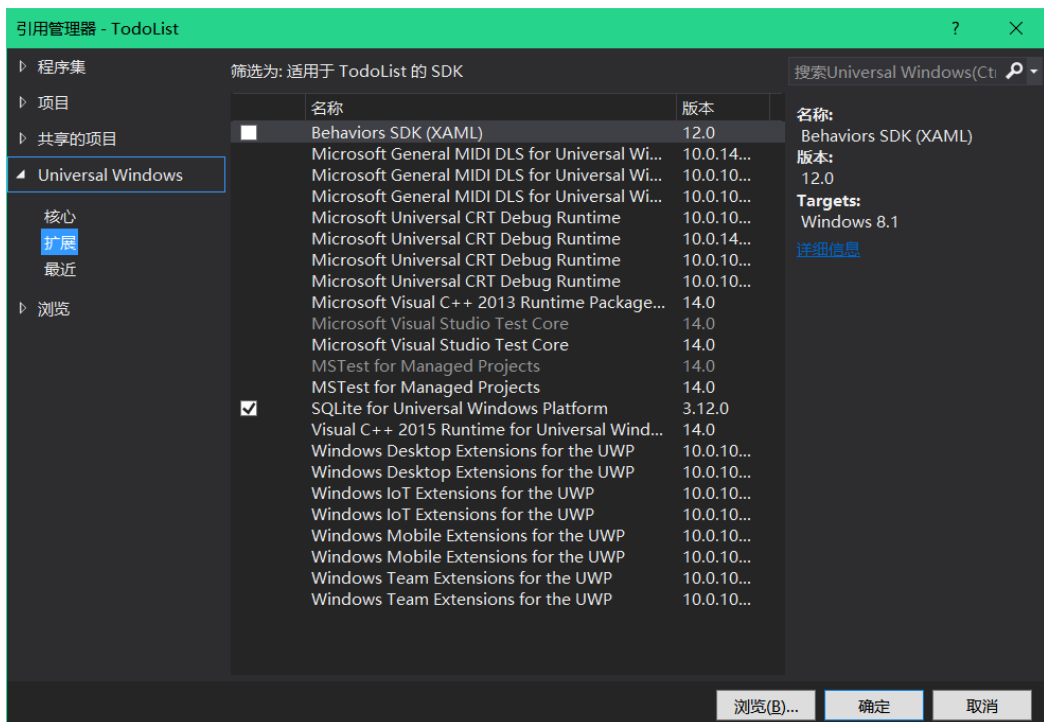 引用管理器 - TodoList
?
程序集
项目
共享的项目
Universal Windows
核心
扩展
最近
浏览
筛选为: 适用于 TodoList 的 SDK
搜索Universal Windows(Ct
名称 版本
Behaviors SDK (XAML) 12.0
Microsoft General MIDI DLS for Universal Wi... 10.0.14...
Microsoft General MIDI DLS for Universal Wi... 10.0.10...
Microsoft General MIDI DLS for Universal Wi... 10.0.10...
Microsoft Universal CRT Debug Runtime 10.0.10...
Microsoft Universal CRT Debug Runtime 10.0.14...
Microsoft Universal CRT Debug Runtime 10.0.10...
Microsoft Universal CRT Debug Runtime 10.0.10...
Microsoft Visual C++ 2013 Runtime Package... 14.0
Microsoft Visual Studio Test Core 14.0
Microsoft Visual Studio Test Core 14.0
MSTest for Managed Projects 14.0
MSTest for Managed Projects 14.0
SQLite for Universal Windows Platform 3.12.0
Visual C++ 2015 Runtime for Universal Wind... 14.0
Windows Desktop Extensions for the UWP 10.0.10...
Windows Desktop Extensions for the UWP 10.0.10...
Windows IoT Extensions for the UWP 10.0.10...
Windows IoT Extensions for the UWP 10.0.10...
Windows Mobile Extensions for the UWP 10.0.10...
Windows Mobile Extensions for the UWP 10.0.10...
Windows Team Extensions for the UWP 10.0.10...
Windows Team Extensions for the UWP 10.0.10...
名称:
Behaviors SDK (XAML)
版本:
12.0
Targets:
Windows 8.1
详细信息
浏览(B)... 确定 取消